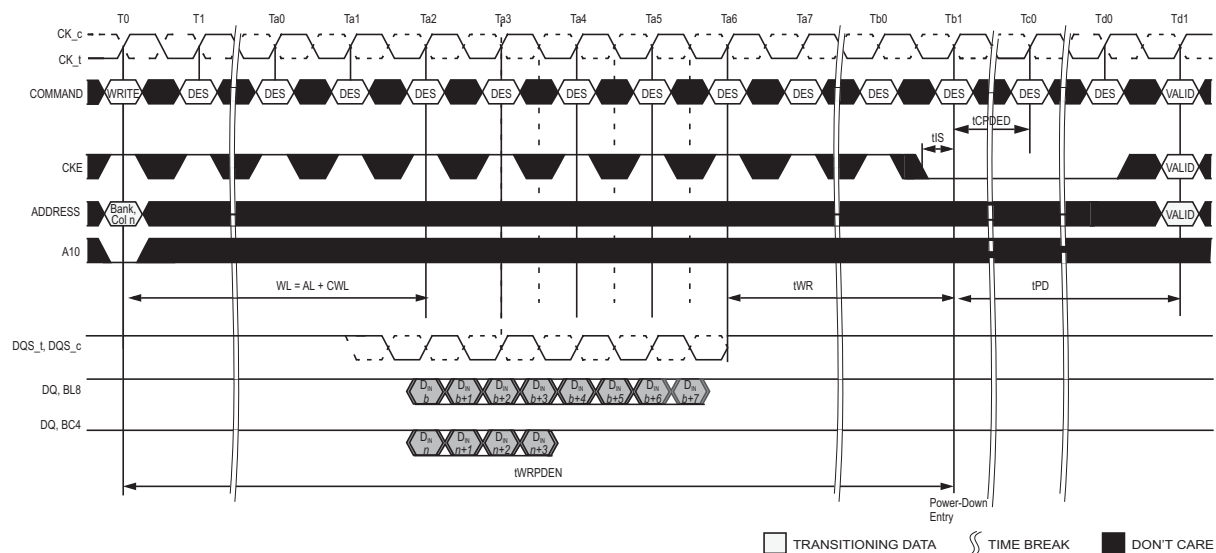 T0 T1 Ta0 Ta1 Ta2 Ta3 Ta4 Ta5 Ta6 Ta7 Tb0 Tb1 Tc0 Td0 Td1
CK_c
CK_t
COMMAND WRITE DES DES DES DES DES DES DES DES DES DES DES DES DES VALID
tCPDED
tIS
CKE VALID
ADDRESS Bank, Col n VALID
A10
WL = AL + CWL tWR tPD
DQS_t, DQS_c
DQ, BL8 DIN b DIN b+1 DIN b+2 DIN b+3 DIN b+4 DIN b+5 DIN b+6 DIN b+7
DQ, BC4 DIN n DIN n+1 DIN n+2 DIN n+3
tWRPDEN
Power-Down
Entry
TRANSITIONING DATA TIME BREAK DON'T CARE